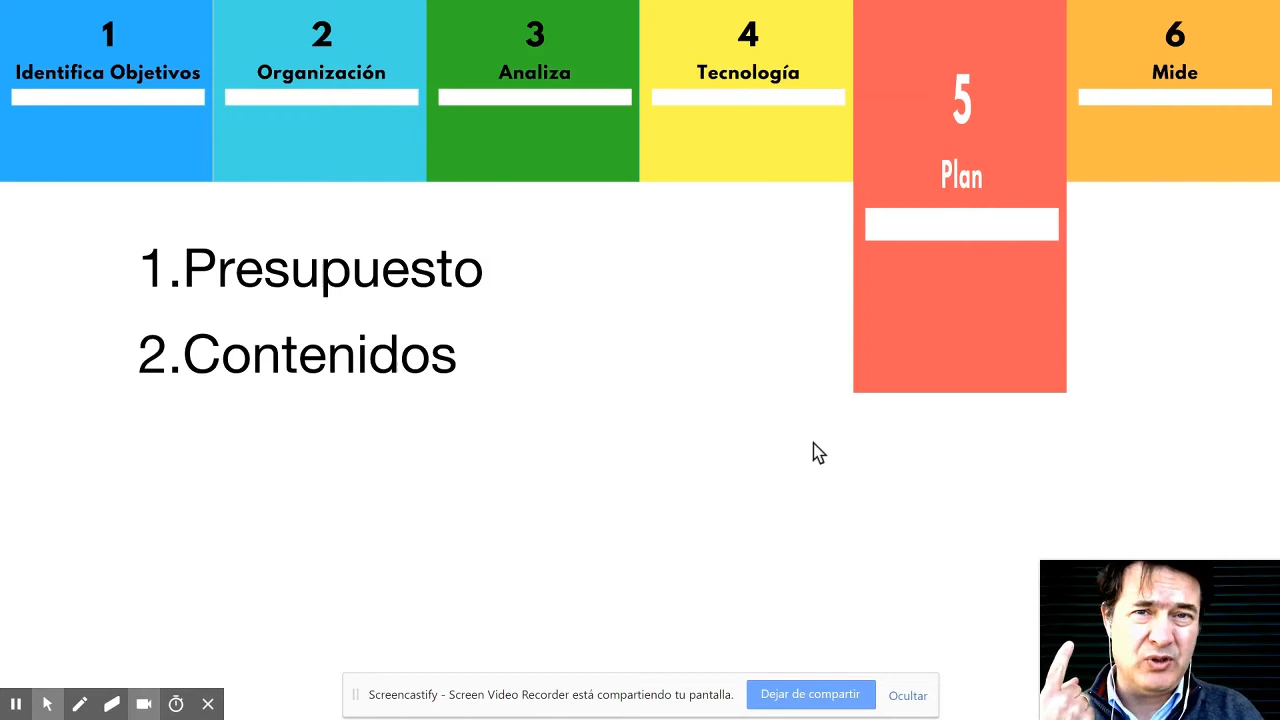 1
Identifica Objetivos
2
Organización
3
Analiza
4
Tecnología
5
Plan
6
Mide
1.Presupuesto
2.Contenidos
Screencastify - Screen Video Recorder está compartiendo tu pantalla.
Dejar de compartir
Ocultar